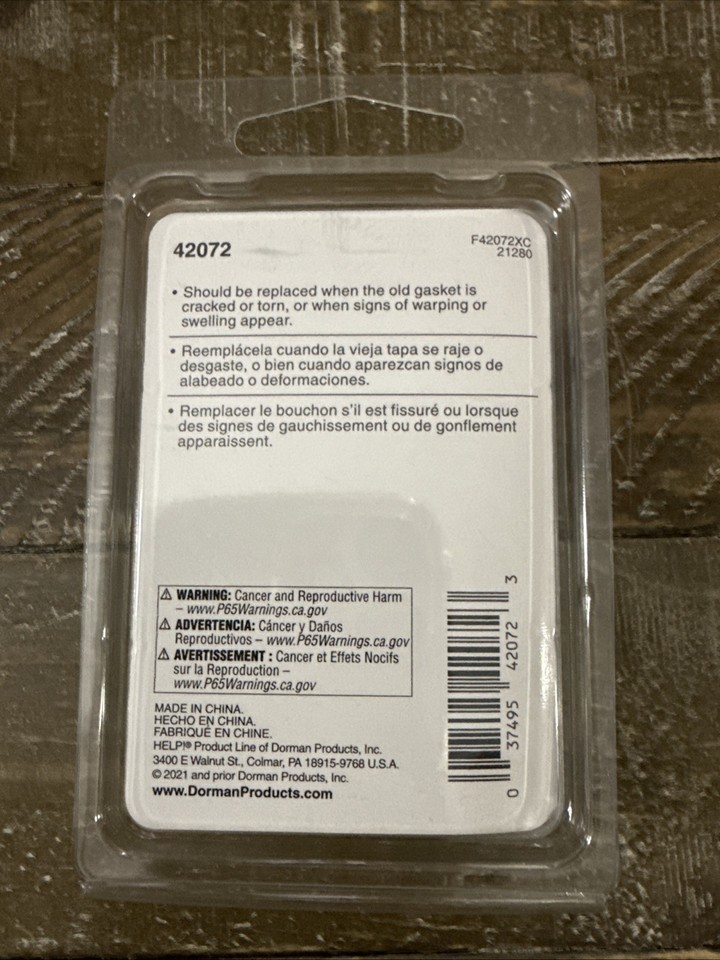 42072
F42072XC
21280
• Should be replaced when the old gasket is
cracked or torn, or when signs of warping or
swelling appear.
• Reemplácela cuando la vieja tapa se raje o
desgaste, o bien cuando aparezcan signos de
alabeado o deformaciones.
• Remplacer le bouchon s'il est fissuré ou lorsque
des signes de gauchissement ou de gonflement
apparaissent.
⚠ WARNING: Cancer and Reproductive Harm
– www.P65Warnings.ca.gov
⚠ ADVERTENCIA: Cáncer y Daños
Reproductivos – www.P65Warnings.ca.gov
⚠ AVERTISSEMENT : Cancer et Effets Nocifs
sur la Reproduction –
www.P65Warnings.ca.gov
MADE IN CHINA.
HECHO EN CHINA.
FABRIQUÉ EN CHINE.
HELP!® Product Line of Dorman Products, Inc.
3400 E Walnut St., Colmar, PA 18915-9768 U.S.A.
© 2021 and prior Dorman Products, Inc.
www.DormanProducts.com
0 37495 42072 3